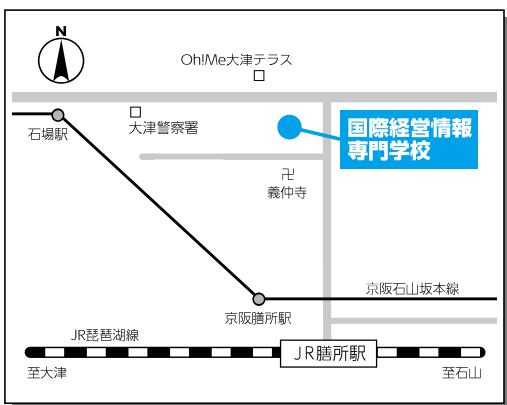 N
Oh!Me大津テラス
石場駅
大津警察署
国際経営情報
専門学校
卍
義仲寺
京阪石山坂本線
京阪膳所駅
JR琵琶湖線
JR膳所駅
至大津
至石山